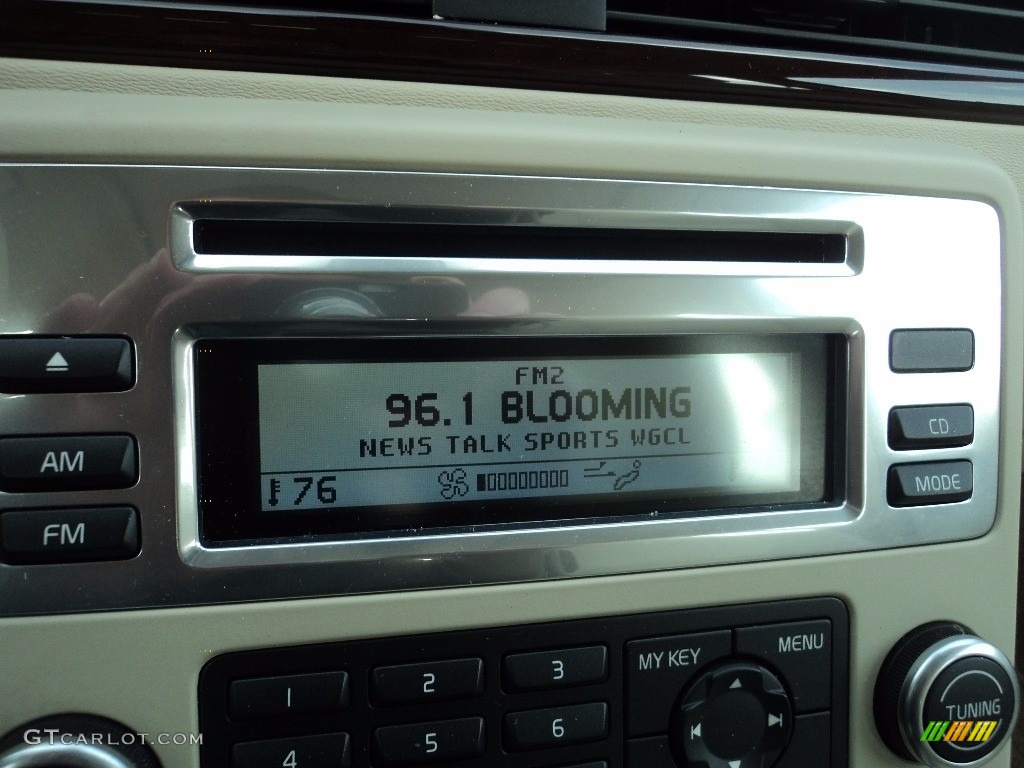 FM2
96.1 BLOOMING
NEWS TALK SPORTS WGCL
76
AM
FM
CD
MODE
MY KEY
MENU
1
2
3
4
5
6
TUNING
GTCARLOT.COM